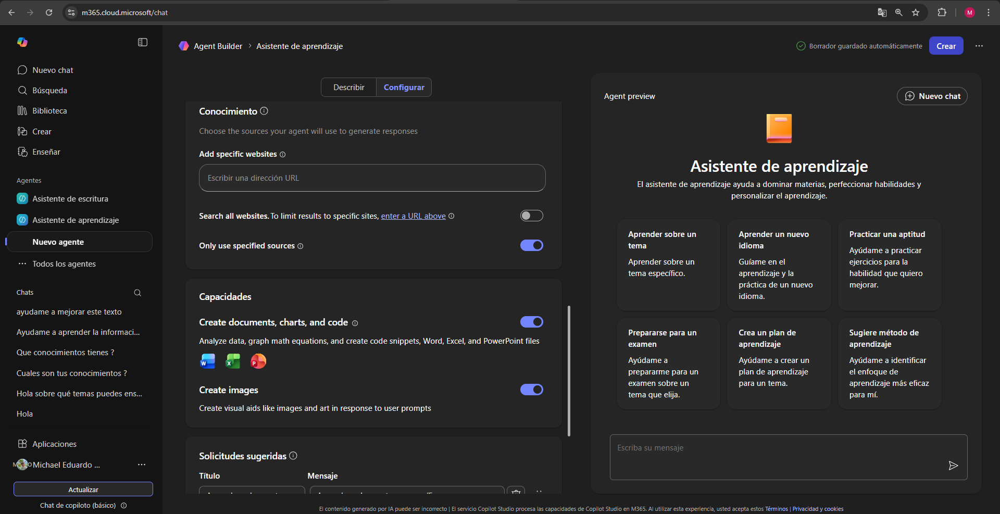 m365.cloud.microsoft/chat
M
Nuevo chat
Búsqueda
Biblioteca
Crear
Enseñar
Agentes
Asistente de escritura
Asistente de aprendizaje
Nuevo agente
Todos los agentes
Chats
ayudame a mejorar este texto
Ayudame a aprender la informaci...
Que conocimientos tienes ?
Cuales son tus conocimientos ?
Hola sobre qué temas puedes ens...
Hola
Aplicaciones
Michael Eduardo ...
Actualizar
Chat de copiloto (básico)
Agent Builder > Asistente de aprendizaje
Borrador guardado automáticamente
Crear
Describir
Configurar
Conocimiento
Choose the sources your agent will use to generate responses
Add specific websites
Escribir una dirección URL
Search all websites. To limit results to specific sites, enter a URL above
Only use specified sources
Capacidades
Create documents, charts, and code
Analyze data, graph math equations, and create code snippets, Word, Excel, and PowerPoint files
W
X
P
Create images
Create visual aids like images and art in response to user prompts
Solicitudes sugeridas
Título
Mensaje
Agent preview
Nuevo chat
Asistente de aprendizaje
El asistente de aprendizaje ayuda a dominar materias, perfeccionar habilidades y
personalizar el aprendizaje.
Aprender sobre un
tema
Aprender sobre un
tema específico.
Aprender un nuevo
idioma
Guíame en el
aprendizaje y la
práctica de un nuevo
idioma.
Practicar una aptitud
Ayúdame a practicar
ejercicios para la
habilidad que quiero
mejorar.
Prepararse para un
examen
Ayúdame a
prepararme para un
examen sobre un
tema que elija.
Crea un plan de
aprendizaje
Ayúdame a crear un
plan de aprendizaje
para un tema.
Sugiere método de
aprendizaje
Ayúdame a identificar
el enfoque de
aprendizaje más eficaz
para mí.
Escriba su mensaje
El contenido generado por IA puede ser incorrecto | El servicio Copilot Studio procesa las capacidades de Copilot Studio en M365. Al utilizar esta experiencia, usted acepta estos Términos | Privacidad y cookies